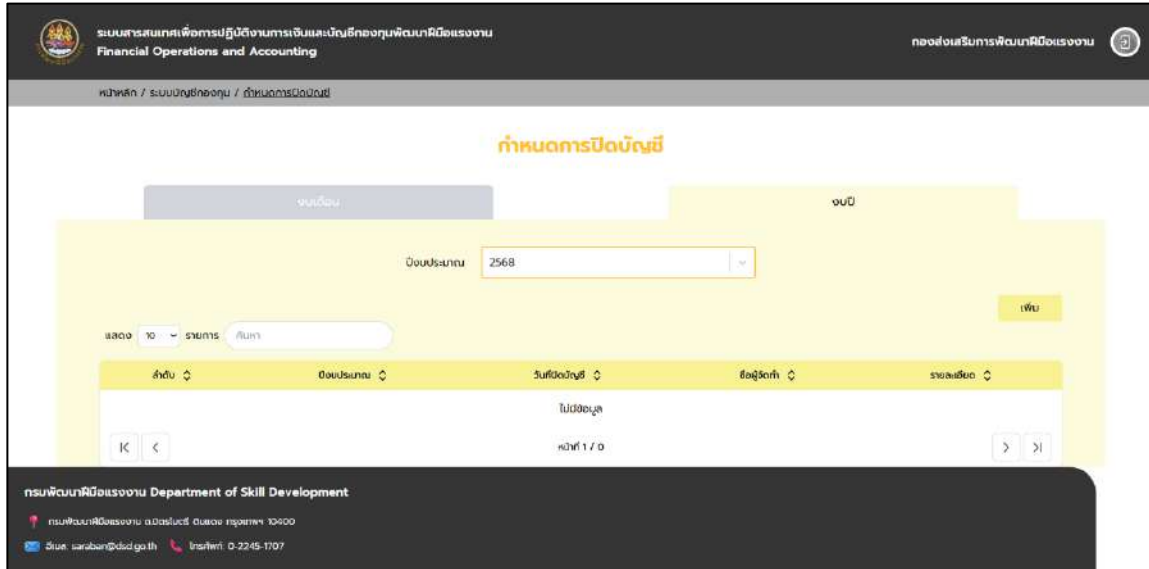 ระบบสารสนเทศเพื่อการปฏิบัติงานการเงินและบัญชีกองทุนพัฒนาฝีมือแรงงาน
Financial Operations and Accounting
กองส่งเสริมการพัฒนาฝีมือแรงงาน
หน้าหลัก / ระบบบัญชีกองทุน / กำหนดการปิดบัญชี
กำหนดการปิดบัญชี
งบเดือน งบปี
ปีงบประมาณ 2568
เพิ่ม
แสดง 10 รายการ ค้นหา
ลำดับ ปีงบประมาณ วันที่ปิดบัญชี ชื่อผู้จัดทำ รายละเอียด
ไม่มีข้อมูล
หน้าที่ 1 / 0
กรมพัฒนาฝีมือแรงงาน Department of Skill Development
กรมพัฒนาฝีมือแรงงาน ถ.มิตรไมตรี ดินแดง กรุงเทพฯ 10400
อีเมล: saraban@dsd.go.th โทรศัพท์: 0-2245-1707